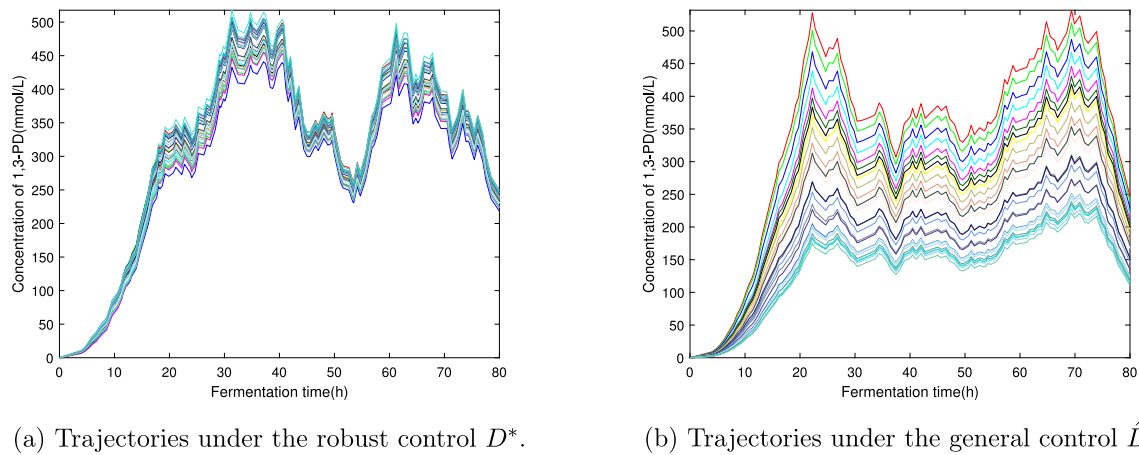 500
450
400
350
300
250
200
150
100
50
0
Concentration of 1,3-PD(mmol/L)
0 10 20 30 40 50 60 70 80
Fermentation time(h)
(a) Trajectories under the robust control D*.
500
450
400
350
300
250
200
150
100
50
0
Concentration of 1,3-PD(mmol/L)
0 10 20 30 40 50 60 70 80
Fermentation time(h)
(b) Trajectories under the general control D̂